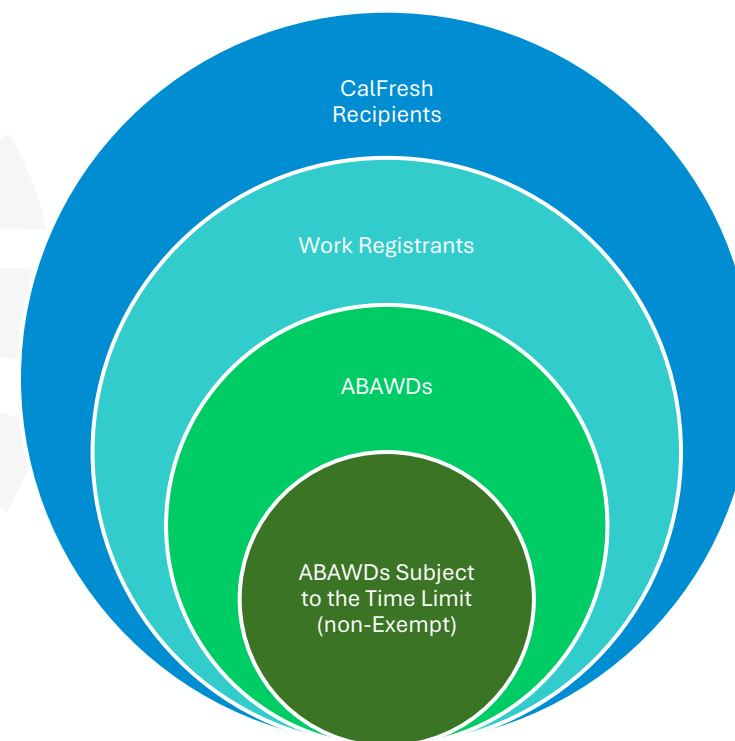 CalFresh
Recipients
Work Registrants
ABAWDs
ABAWDs Subject
to the Time Limit
(non-Exempt)